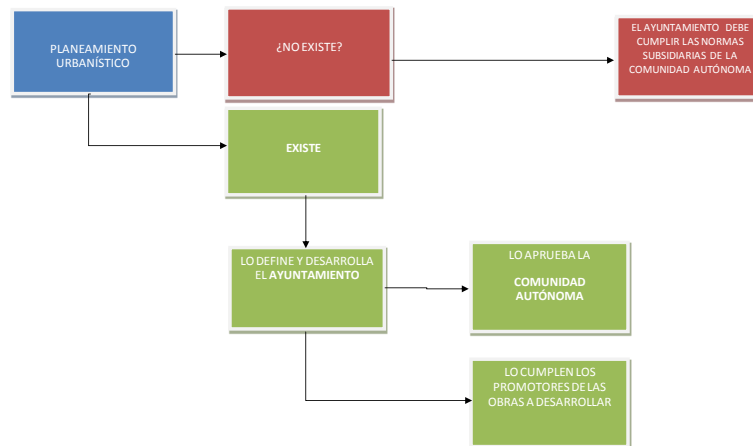 PLANEAMIENTO
URBANÍSTICO
¿NO EXISTE?
EL AYUNTAMIENTO DEBE
CUMPLIR LAS NORMAS
SUBSIDIARIAS DE LA
COMUNIDAD AUTÓNOMA
EXISTE
LO DEFINE Y DESARROLLA
EL AYUNTAMIENTO
LO APRUEBA LA
COMUNIDAD
AUTÓNOMA
LO CUMPLEN LOS
PROMOTORES DE LAS
OBRAS A DESARROLLAR